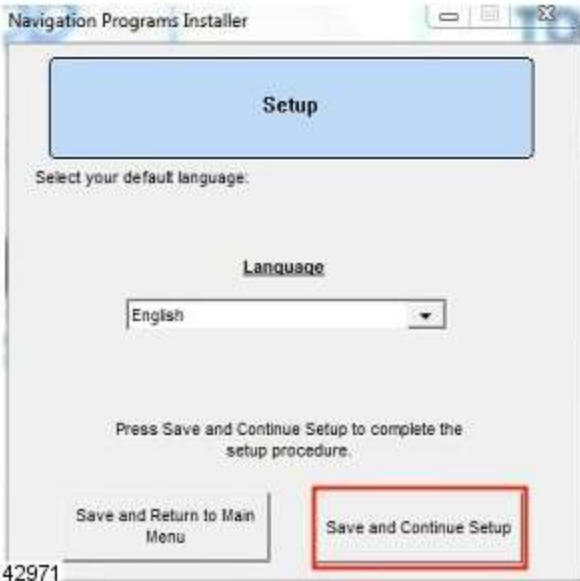 Navigation Programs Installer
Setup
Select your default language:
Language
English
Press Save and Continue Setup to complete the
setup procedure.
Save and Return to Main
Menu
Save and Continue Setup
42971